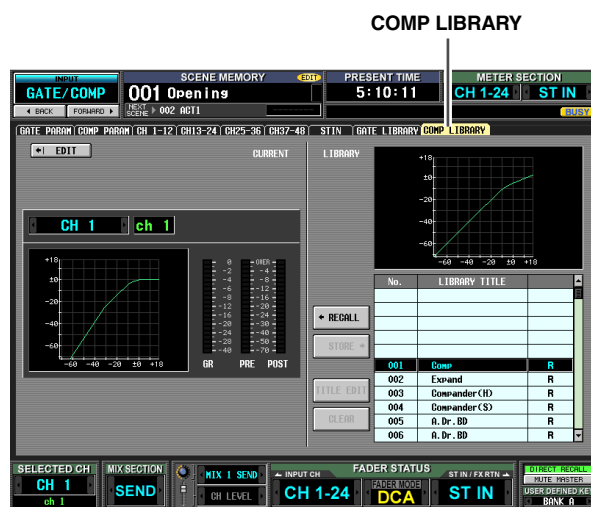 COMP LIBRARY
INPUT
GATE/COMP
BACK FORWARD
SCENE MEMORY EDIT
001 Opening
NEXT SCENE 002 ACT1
PRESENT TIME
5:10:11
METER SECTION
CH 1-24 ST IN
BUSY
GATE PARAM COMP PARAM CH 1-12 CH13-24 CH25-36 CH37-48 STIN GATE LIBRARY COMP LIBRARY
EDIT
CURRENT
LIBRARY
+18
±0
-20
-40
-60
-60 -40 -20 ±0 +18
CH 1 ch 1
+18
±0
-20
-40
-60
-60 -40 -20 ±0 +18
0 OVER
-2 -4
-4 -8
-6 -12
-8 -16
-12 -20
-16 -24
-20 -30
-24 -40
-28 -50
-40 -70
GR PRE POST
RECALL
STORE
TITLE EDIT
CLEAR
No. LIBRARY TITLE
001 Comp R
002 Expand R
003 Compander(H) R
004 Compander(S) R
005 A.Dr.BD R
006 A.Dr.BD R
SELECTED CH
CH 1
ch 1
MIX SECTION
SEND
MIX 1 SEND
CH LEVEL
FADER STATUS
INPUT CH
CH 1-24
FADER MODE
DCA
ST IN / FX RTN
ST IN
DIRECT RECALL
MUTE MASTER
USER DEFINED KEY
BANK A